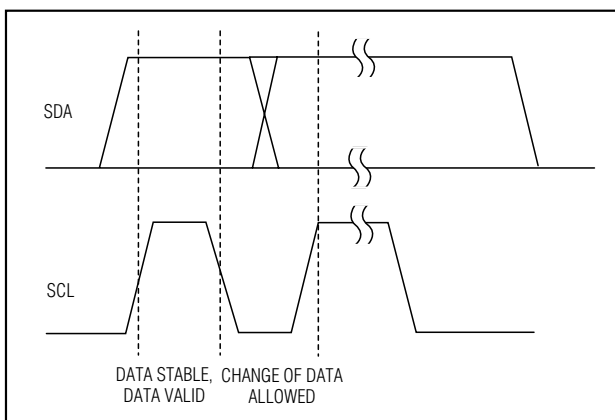 SDA
SCL
DATA STABLE,
DATA VALID
CHANGE OF DATA
ALLOWED